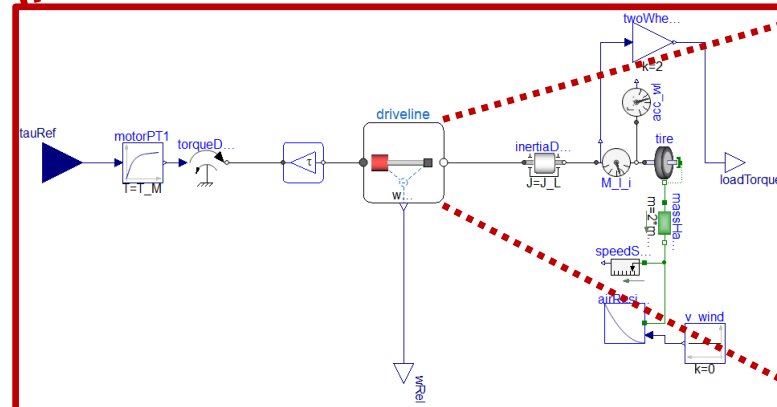 twoWhe...
k=2
driveline
acc_wl
tauRef
motorPT1
torqueD...
τ
inertiaD...
tire
T=T_M
w...
J=J_L
M_l_i
loadTorque
m=2*m
massHa
speedS...
airResi...
v_wind
k=0
wRel